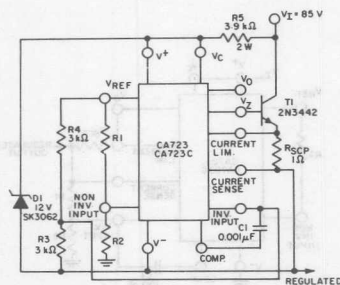 R5
3·9 kΩ
2 W
VI = 85 V
V+
VC
VREF
VO
VZ
T1
2N3442
R4
3kΩ
R1
CA723
CA723C
CURRENT
LIM.
RSCP
1Ω
CURRENT
SENSE
D1
12V
SK3062
NON
INV.
INPUT
INV.
INPUT
C1
0.001µF
R3
3 kΩ
R2
V-
COMP.
REGULATED